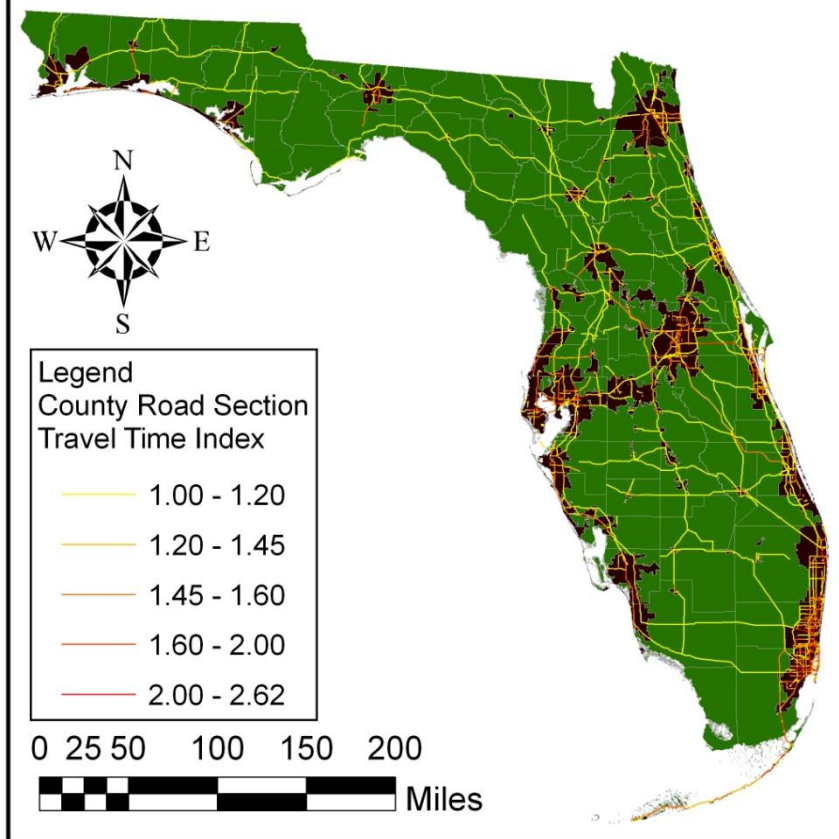 N
W E
S
Legend
County Road Section
Travel Time Index
1.00 - 1.20
1.20 - 1.45
1.45 - 1.60
1.60 - 2.00
2.00 - 2.62
0 25 50 100 150 200
Miles